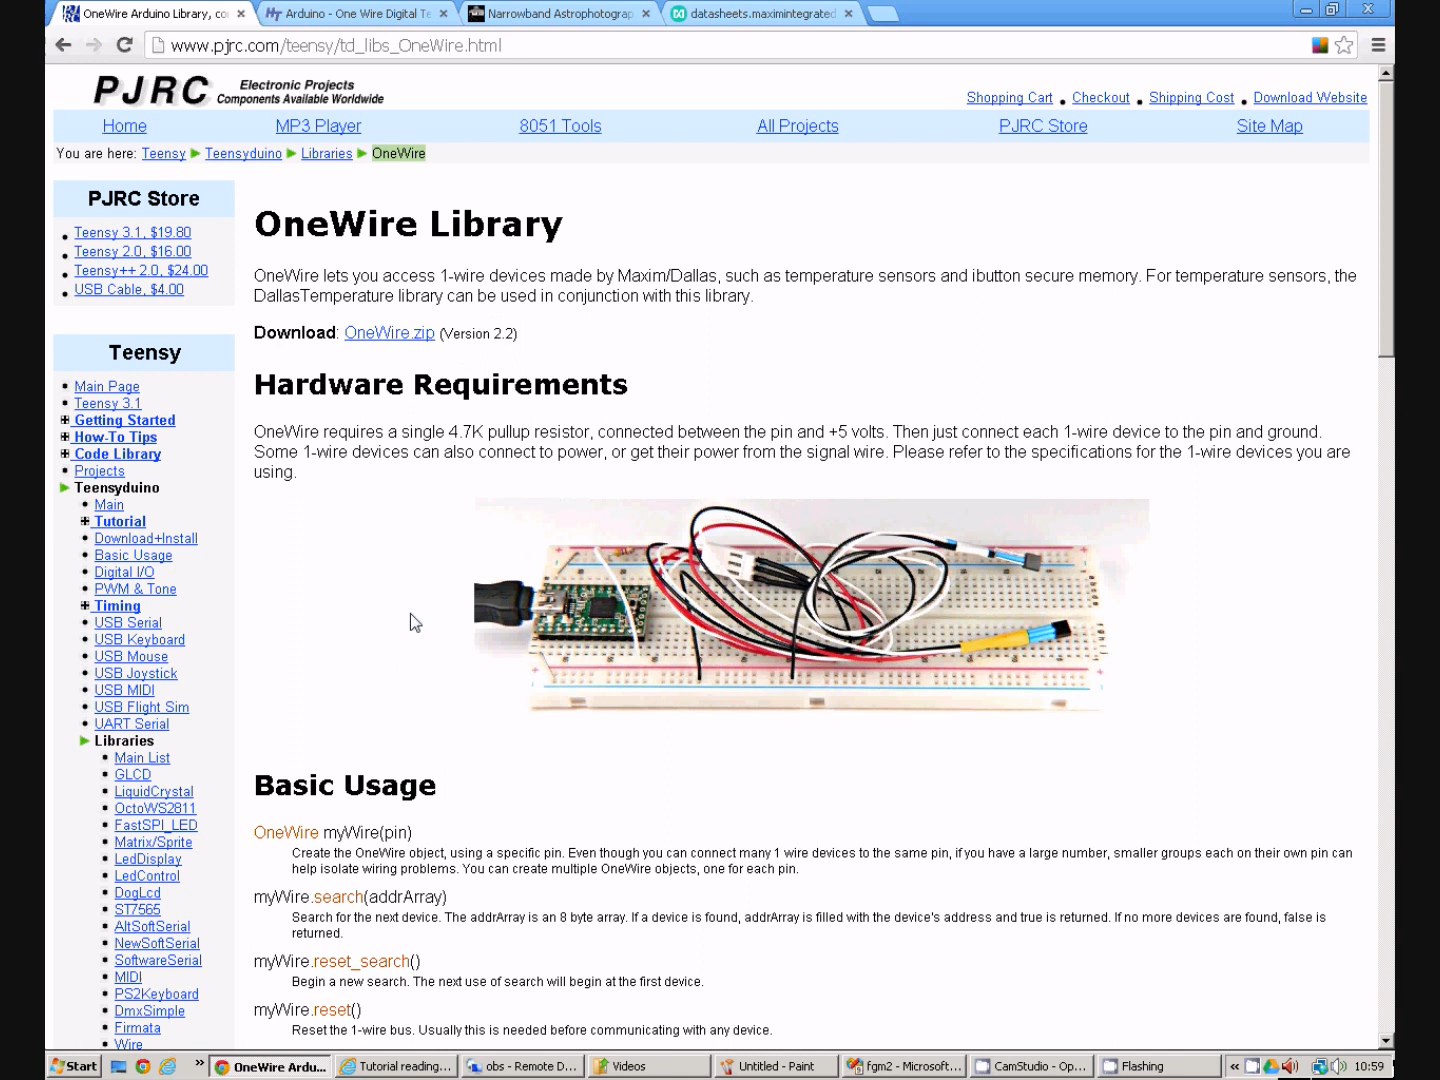 OneWire Arduino Library, co
Arduino - One Wire Digital Te
Narrowband Astrophotograp
datasheets.maximintegrated
www.pjrc.com/teensy/td_libs_OneWire.html
PJRC
Electronic Projects
Components Available Worldwide
Shopping Cart . Checkout . Shipping Cost . Download Website
Home
MP3 Player
8051 Tools
All Projects
PJRC Store
Site Map
You are here: Teensy Teensyduino Libraries OneWire
PJRC Store
Teensy 3.1, $19.80
Teensy 2.0, $16.00
Teensy++ 2.0, $24.00
USB Cable, $4.00
Teensy
Main Page
Teensy 3.1
Getting Started
How-To Tips
Code Library
Projects
Teensyduino
Main
Tutorial
Download+Install
Basic Usage
Digital I/O
PWM & Tone
Timing
USB Serial
USB Keyboard
USB Mouse
USB Joystick
USB MIDI
USB Flight Sim
UART Serial
Libraries
Main List
GLCD
LiquidCrystal
OctoWS2811
FastSPI_LED
Matrix/Sprite
LedDisplay
LedControl
DogLcd
ST7565
AltSoftSerial
NewSoftSerial
SoftwareSerial
MIDI
PS2Keyboard
DmxSimple
Firmata
Wire
OneWire Library
OneWire lets you access 1-wire devices made by Maxim/Dallas, such as temperature sensors and ibutton secure memory. For temperature sensors, the
DallasTemperature library can be used in conjunction with this library.
Download: OneWire.zip (Version 2.2)
Hardware Requirements
OneWire requires a single 4.7K pullup resistor, connected between the pin and +5 volts. Then just connect each 1-wire device to the pin and ground.
Some 1-wire devices can also connect to power, or get their power from the signal wire. Please refer to the specifications for the 1-wire devices you are
using.
Basic Usage
OneWire myWire(pin)
Create the OneWire object, using a specific pin. Even though you can connect many 1 wire devices to the same pin, if you have a large number, smaller groups each on their own pin can
help isolate wiring problems. You can create multiple OneWire objects, one for each pin.
myWire.search(addrArray)
Search for the next device. The addrArray is an 8 byte array. If a device is found, addrArray is filled with the device's address and true is returned. If no more devices are found, false is
returned.
myWire.reset_search()
Begin a new search. The next use of search will begin at the first device.
myWire.reset()
Reset the 1-wire bus. Usually this is needed before communicating with any device.
Start
OneWire Ardu...
Tutorial reading...
obs - Remote D...
Videos
Untitled - Paint
fgm2 - Microsoft...
CamStudio - Op...
Flashing
10:59